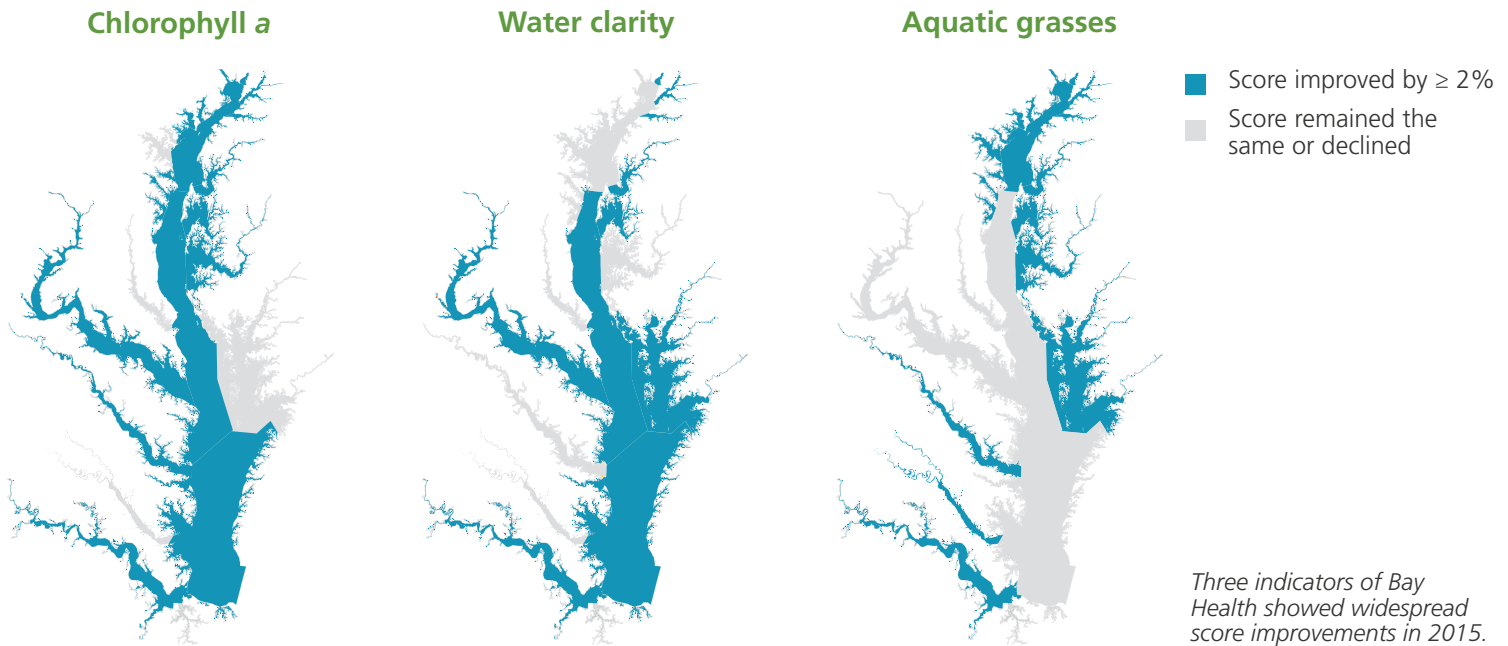 Chlorophyll a
Water clarity
Aquatic grasses
Score improved by ≥ 2%
Score remained the
same or declined
Three indicators of Bay
Health showed widespread
score improvements in 2015.